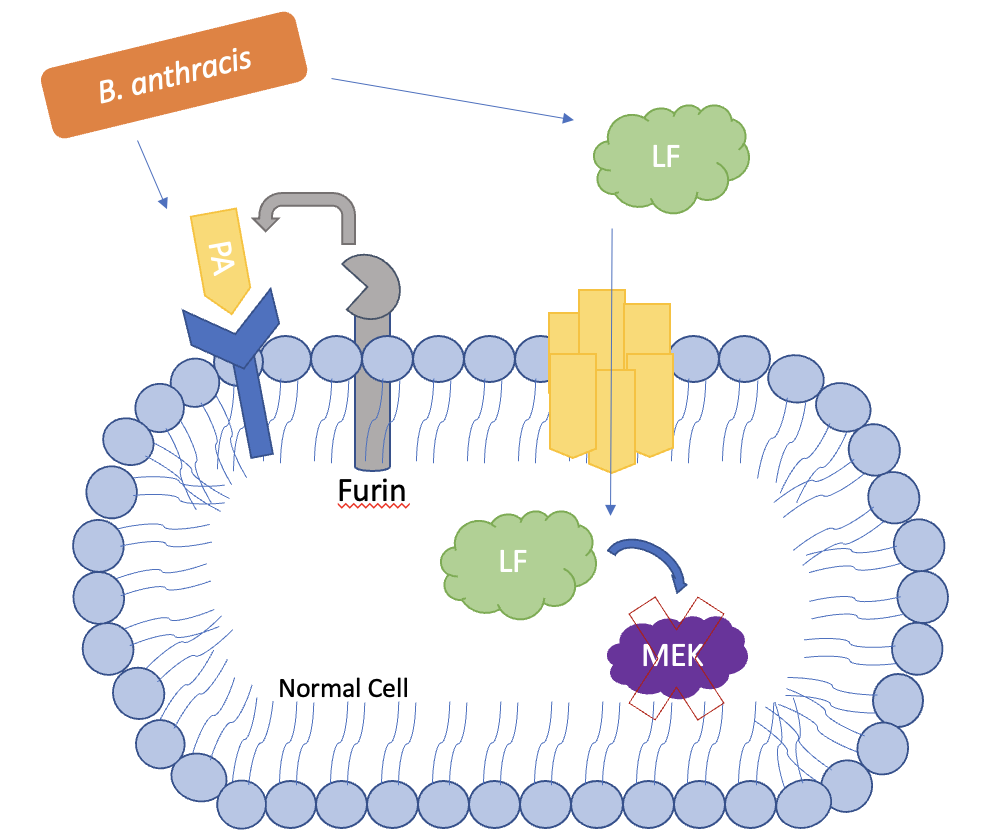 B. anthracis
LF
PA
Furin
LF
MEK
Normal Cell